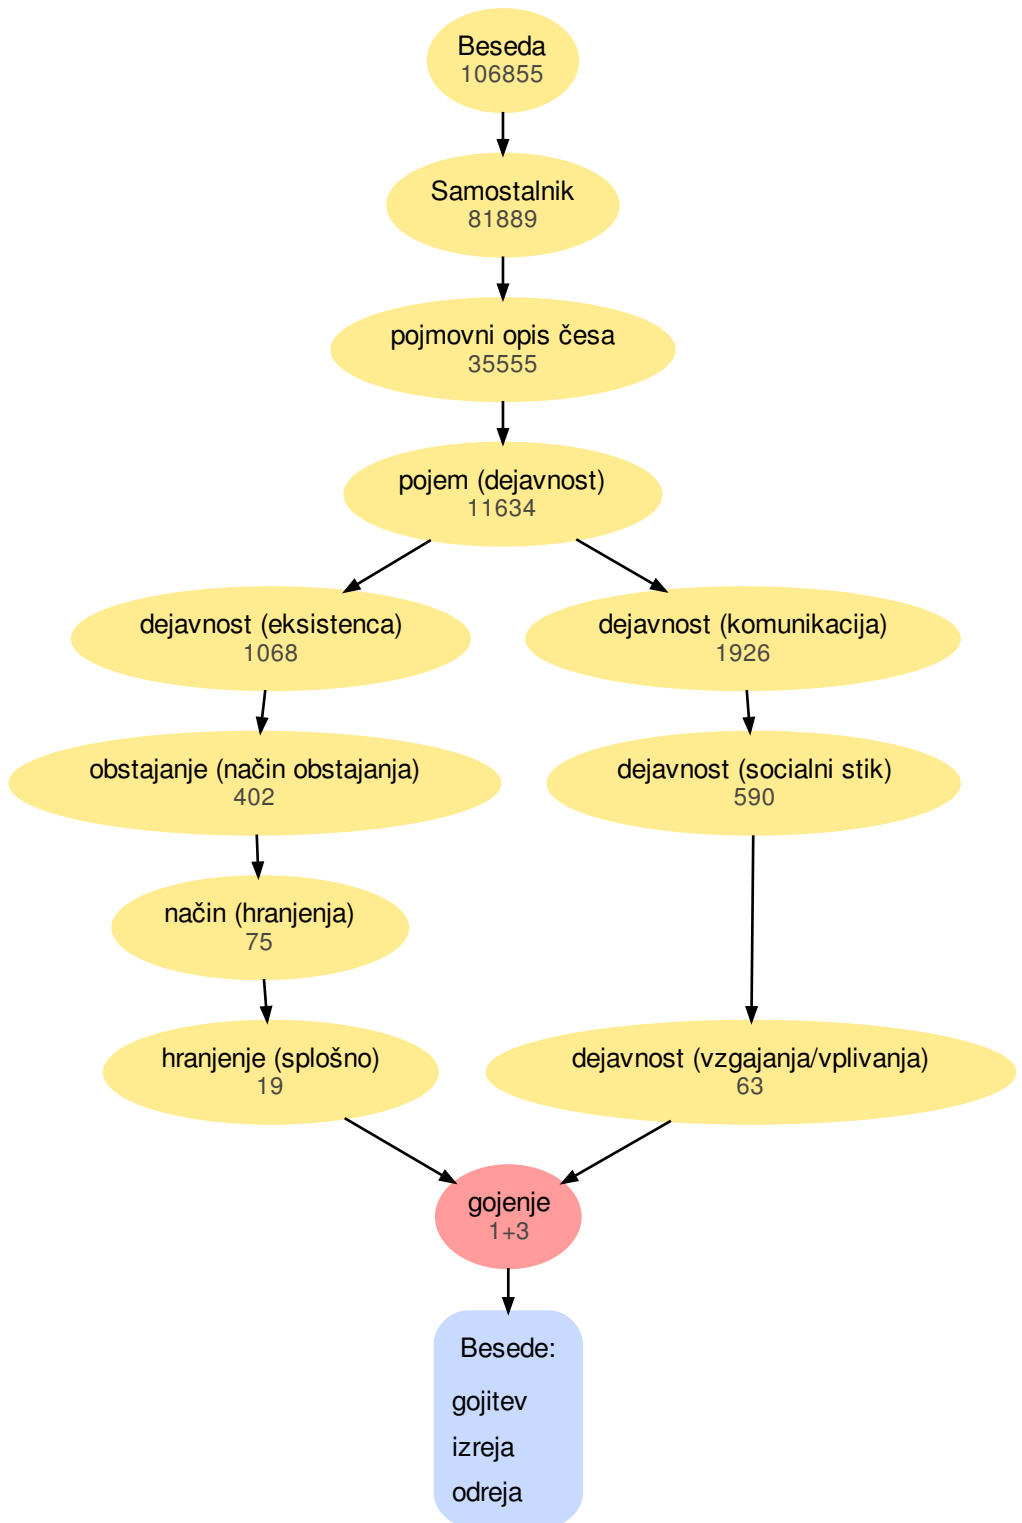 Beseda
106855
Samostalnik
81889
pojmovni opis česa
35555
pojem (dejavnost)
11634
dejavnost (eksistenca)
1068
dejavnost (komunikacija)
1926
obstajanje (način obstajanja)
402
dejavnost (socialni stik)
590
način (hranjenja)
75
hranjenje (splošno)
19
dejavnost (vzgajanja/vplivanja)
63
gojenje
1+3
Besede:
gojitev
izreja
odreja